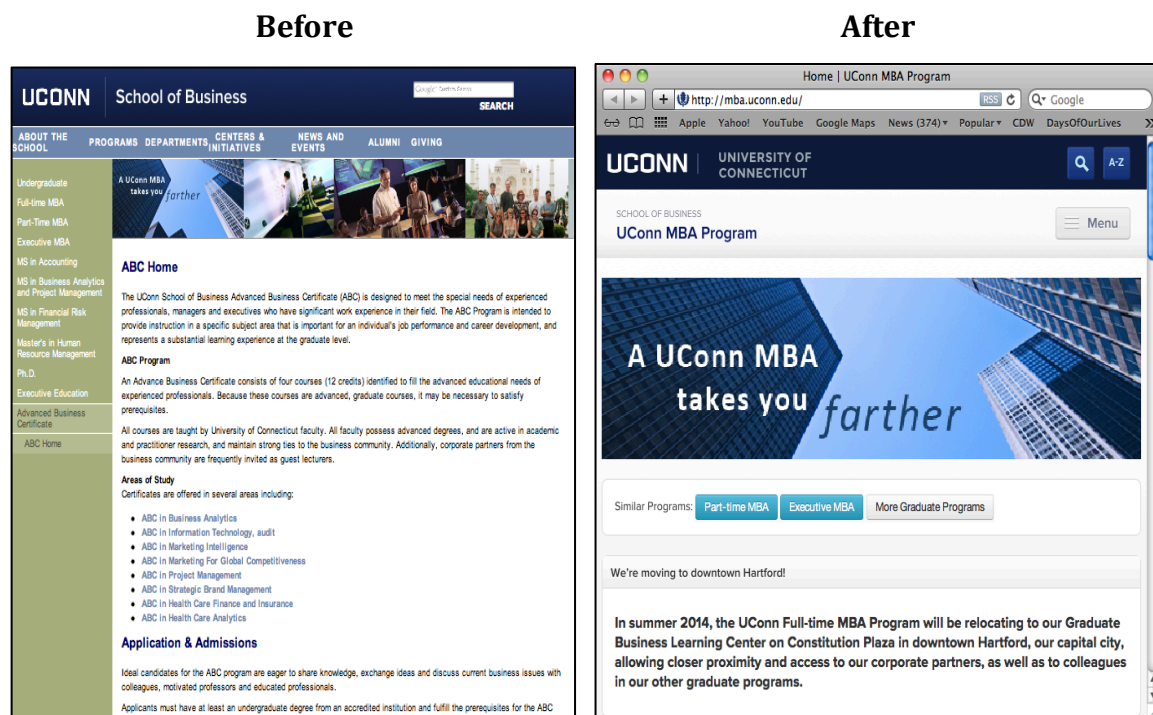 Before
After
UCONN
School of Business
SEARCH
ABOUT THE SCHOOL
PROGRAMS
DEPARTMENTS
CENTERS & INITIATIVES
NEWS AND EVENTS
ALUMNI
GIVING
Undergraduate
Full-time MBA
Part-Time MBA
Executive MBA
MS in Accounting
MS in Business Analytics
and Project Management
MS in Financial Risk
Management
Master's in Human
Resource Management
Ph.D.
Executive Education
Advanced Business
Certificate
ABC Home
A UConn MBA
takes you farther
ABC Home
The UConn School of Business Advanced Business Certificate (ABC) is designed to meet the special needs of experienced
professionals, managers and executives who have significant work experience in their field. The ABC Program is intended to
provide instruction in a specific subject area that is important for an individual's job performance and career development, and
represents a substantial learning experience at the graduate level.
ABC Program
An Advance Business Certificate consists of four courses (12 credits) identified to fill the advanced educational needs of
experienced professionals. Because these courses are advanced, graduate courses, it may be necessary to satisfy
prerequisites.
All courses are taught by University of Connecticut faculty. All faculty possess advanced degrees, and are active in academic
and practitioner research, and maintain strong ties to the business community. Additionally, corporate partners from the
business community are frequently invited as guest lecturers.
Areas of Study
Certificates are offered in several areas including:
ABC in Business Analytics
ABC in Information Technology, audit
ABC in Marketing Intelligence
ABC in Marketing For Global Competitiveness
ABC in Project Management
ABC in Strategic Brand Management
ABC in Health Care Finance and Insurance
ABC in Health Care Analytics
Application & Admissions
Ideal candidates for the ABC program are eager to share knowledge, exchange ideas and discuss current business issues with
colleagues, motivated professors and educated professionals.
Applicants must have at least an undergraduate degree from an accredited institution and fulfill the prerequisites for the ABC
Home | UConn MBA Program
http://mba.uconn.edu/
RSS
Google
Apple Yahoo! YouTube Google Maps News (374) Popular CDW DaysOfOurLives
UCONN
UNIVERSITY OF
CONNECTICUT
A-Z
SCHOOL OF BUSINESS
UConn MBA Program
Menu
A UConn MBA
takes you farther
Similar Programs: Part-time MBA Executive MBA More Graduate Programs
We're moving to downtown Hartford!
In summer 2014, the UConn Full-time MBA Program will be relocating to our Graduate
Business Learning Center on Constitution Plaza in downtown Hartford, our capital city,
allowing closer proximity and access to our corporate partners, as well as to colleagues
in our other graduate programs.